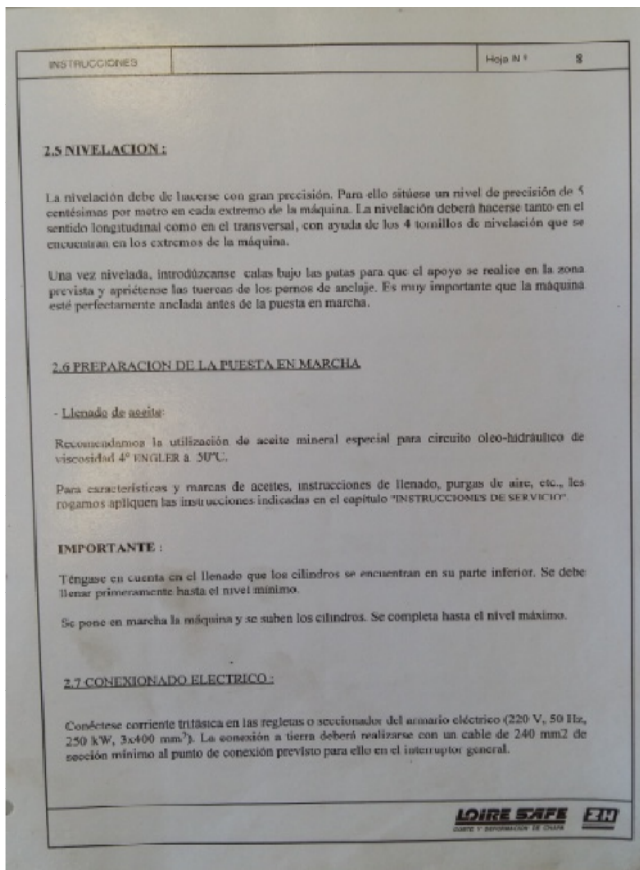 INSTRUCCIONES
Hoja Nº 8
2.5 NIVELACION :
La nivelación debe de hacerse con gran precisión. Para ello sitúese un nivel de precisión de 5
centésimas por metro en cada extremo de la máquina. La nivelación deberá hacerse tanto en el
sentido longitudinal como en el transversal, con ayuda de los 4 tornillos de nivelación que se
encuentran en los extremos de la máquina.
Una vez nivelada, introdúzcanse calas bajo las patas para que el apoyo se realice en la zona
prevista y apriétense las tuercas de los pernos de anclaje. Es muy importante que la máquina
esté perfectamente anclada antes de la puesta en marcha.
2.6 PREPARACION DE LA PUESTA EN MARCHA
- Llenado de aceite:
Recomendamos la utilización de aceite mineral especial para circuito oleo-hidráulico de
viscosidad 4º ENGLER a 50ºC.
Para características y marcas de aceites, instrucciones de llenado, purgas de aire, etc., les
rogamos apliquen las instrucciones indicadas en el capítulo "INSTRUCCIONES DE SERVICIO".
IMPORTANTE :
Téngase en cuenta en el llenado que los cilindros se encuentran en su parte inferior. Se debe
llenar primeramente hasta el nivel mínimo.
Se pone en marcha la máquina y se suben los cilindros. Se completa hasta el nivel máximo.
2.7 CONEXIONADO ELECTRICO :
Conéctese corriente trifásica en las regletas o seccionador del armario eléctrico (220 V, 50 Hz,
250 kW, 3x400 mm²). La conexión a tierra deberá realizarse con un cable de 240 mm2 de
sección mínimo al punto de conexión previsto para ello en el interruptor general.
LOIRE SAFE ZH
CORTE Y DEFORMACION DE CHAPA